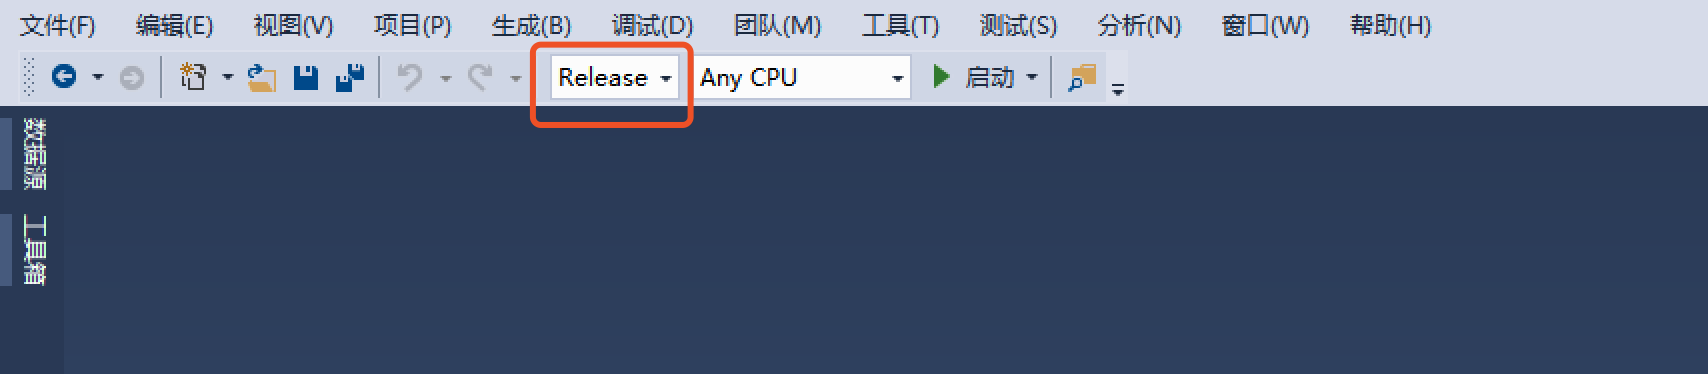 文件(F) 编辑(E) 视图(V) 项目(P) 生成(B) 调试(D) 团队(M) 工具(T) 测试(S) 分析(N) 窗口(W) 帮助(H)
Release Any CPU 启动
数据源
工具箱